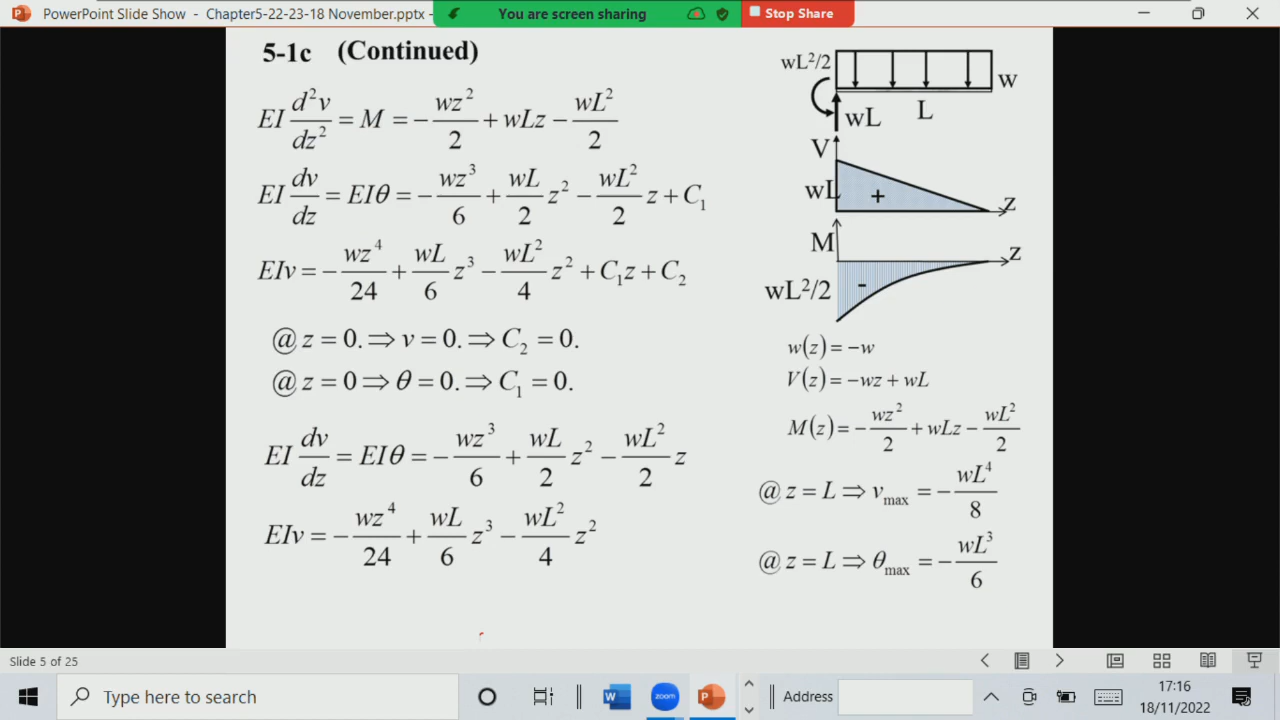 PowerPoint Slide Show - Chapter5-22-23-18 November.pptx -
You are screen sharing
Stop Share
5-1c (Continued)
EI d²v/dz² = M = − wz²/2 + wLz − wL²/2
EI dv/dz = EIθ = − wz³/6 + wL/2 z² − wL²/2 z + C₁
EIv = − wz⁴/24 + wL/6 z³ − wL²/4 z² + C₁z + C₂
@ z = 0. ⇒ v = 0. ⇒ C₂ = 0.
@ z = 0 ⇒ θ = 0. ⇒ C₁ = 0.
EI dv/dz = EIθ = − wz³/6 + wL/2 z² − wL²/2 z
EIv = − wz⁴/24 + wL/6 z³ − wL²/4 z²
wL²/2
w
wL
L
V
wL
+
z
M
z
wL²/2
-
w(z) = −w
V(z) = −wz + wL
M(z) = − wz²/2 + wLz − wL²/2
@ z = L ⇒ vmax = − wL⁴/8
@ z = L ⇒ θmax = − wL³/6
Slide 5 of 25
Type here to search
zoom
Address
17:16
18/11/2022